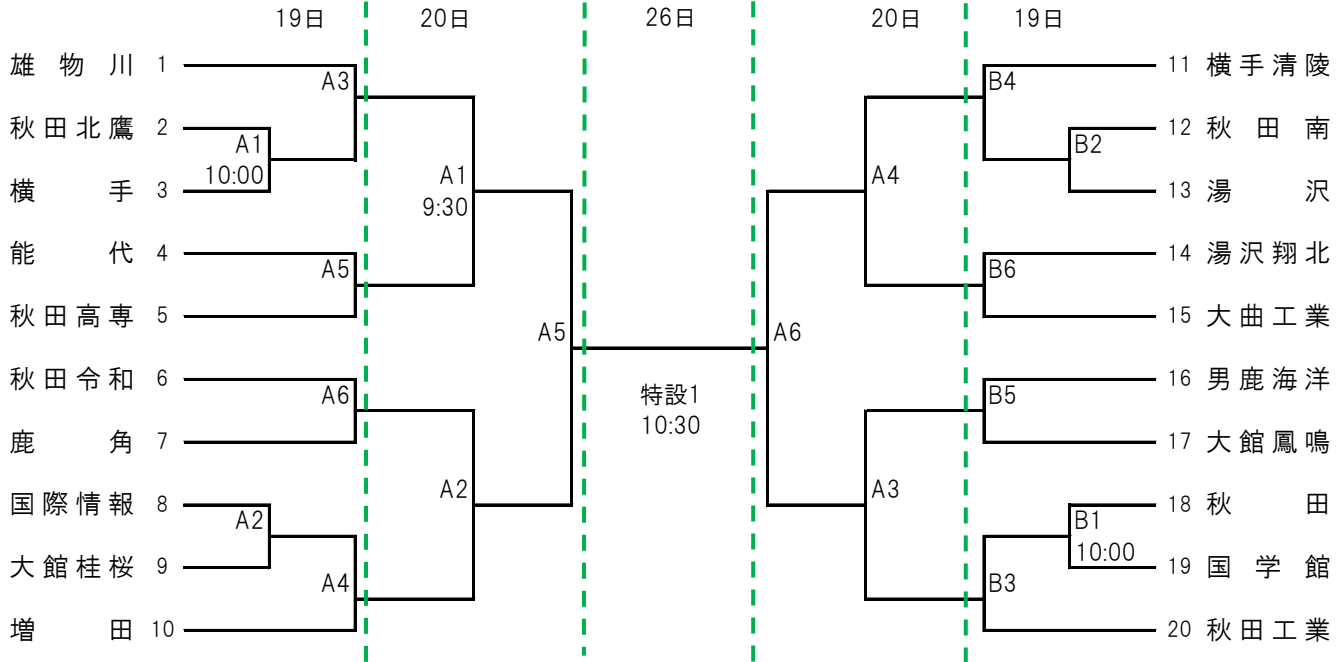 19日 20日 26日 20日 19日
雄物川 1 11 横手清陵
A3 B4
秋田北鷹 2 12 秋田南
A1 B2
10:00 A1 A4
横手 3 13 湯沢
9:30
能代 4 14 湯沢翔北
A5 B6
秋田高専 5 15 大曲工業
A5 A6
秋田令和 6 16 男鹿海洋
A6 特設1 B5
10:30
鹿角 7 17 大館鳳鳴
A2 A3
国際情報 8 18 秋田
A2 B1
10:00
大館桂桜 9 19 国学館
A4 B3
増田 10 20 秋田工業